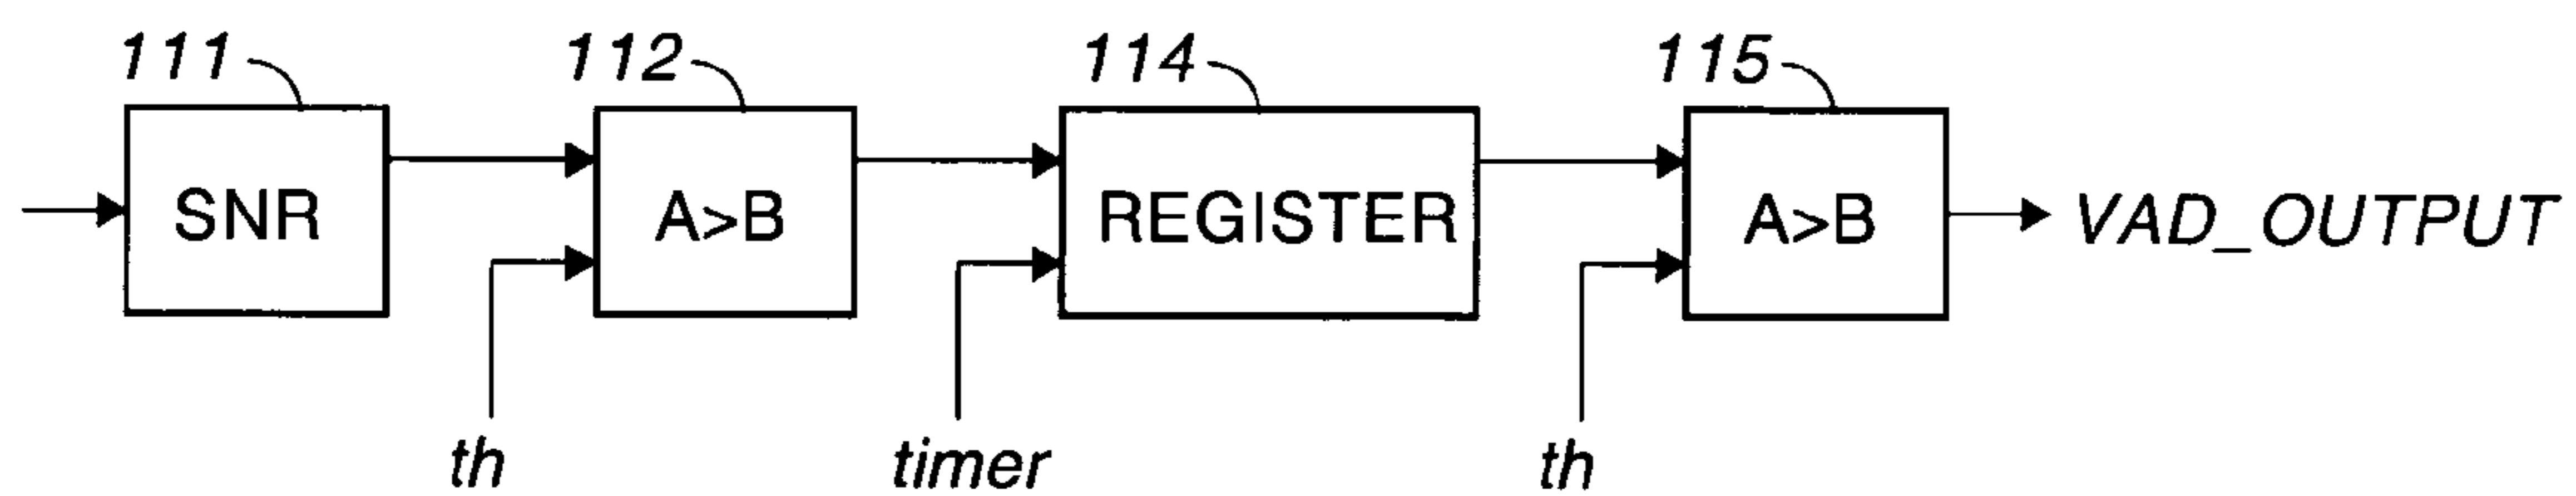 111 112 114 115
SNR A>B REGISTER A>B VAD_OUTPUT
th timer th